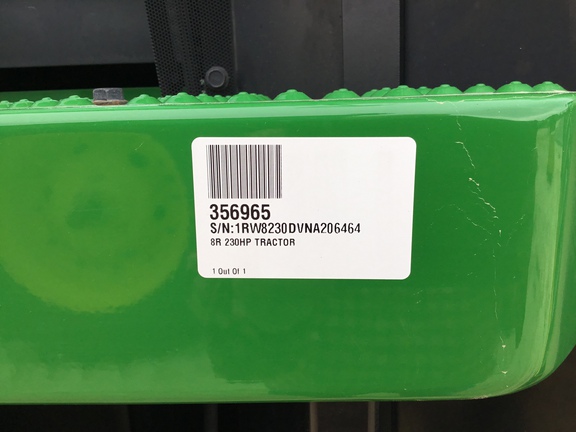 356965
S/N:1RW8230DVNA206464
8R 230HP TRACTOR
1 Out Of 1